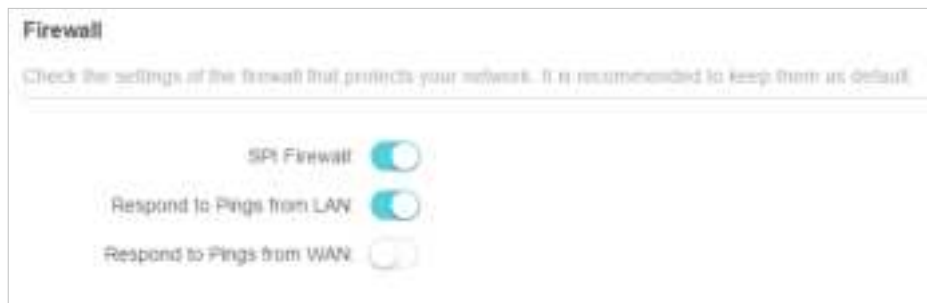 Firewall
Check the settings of the firewall that protects your network. It is recommended to keep them as default.
SPI Firewall:
Respond to Pings from LAN:
Respond to Pings from WAN: